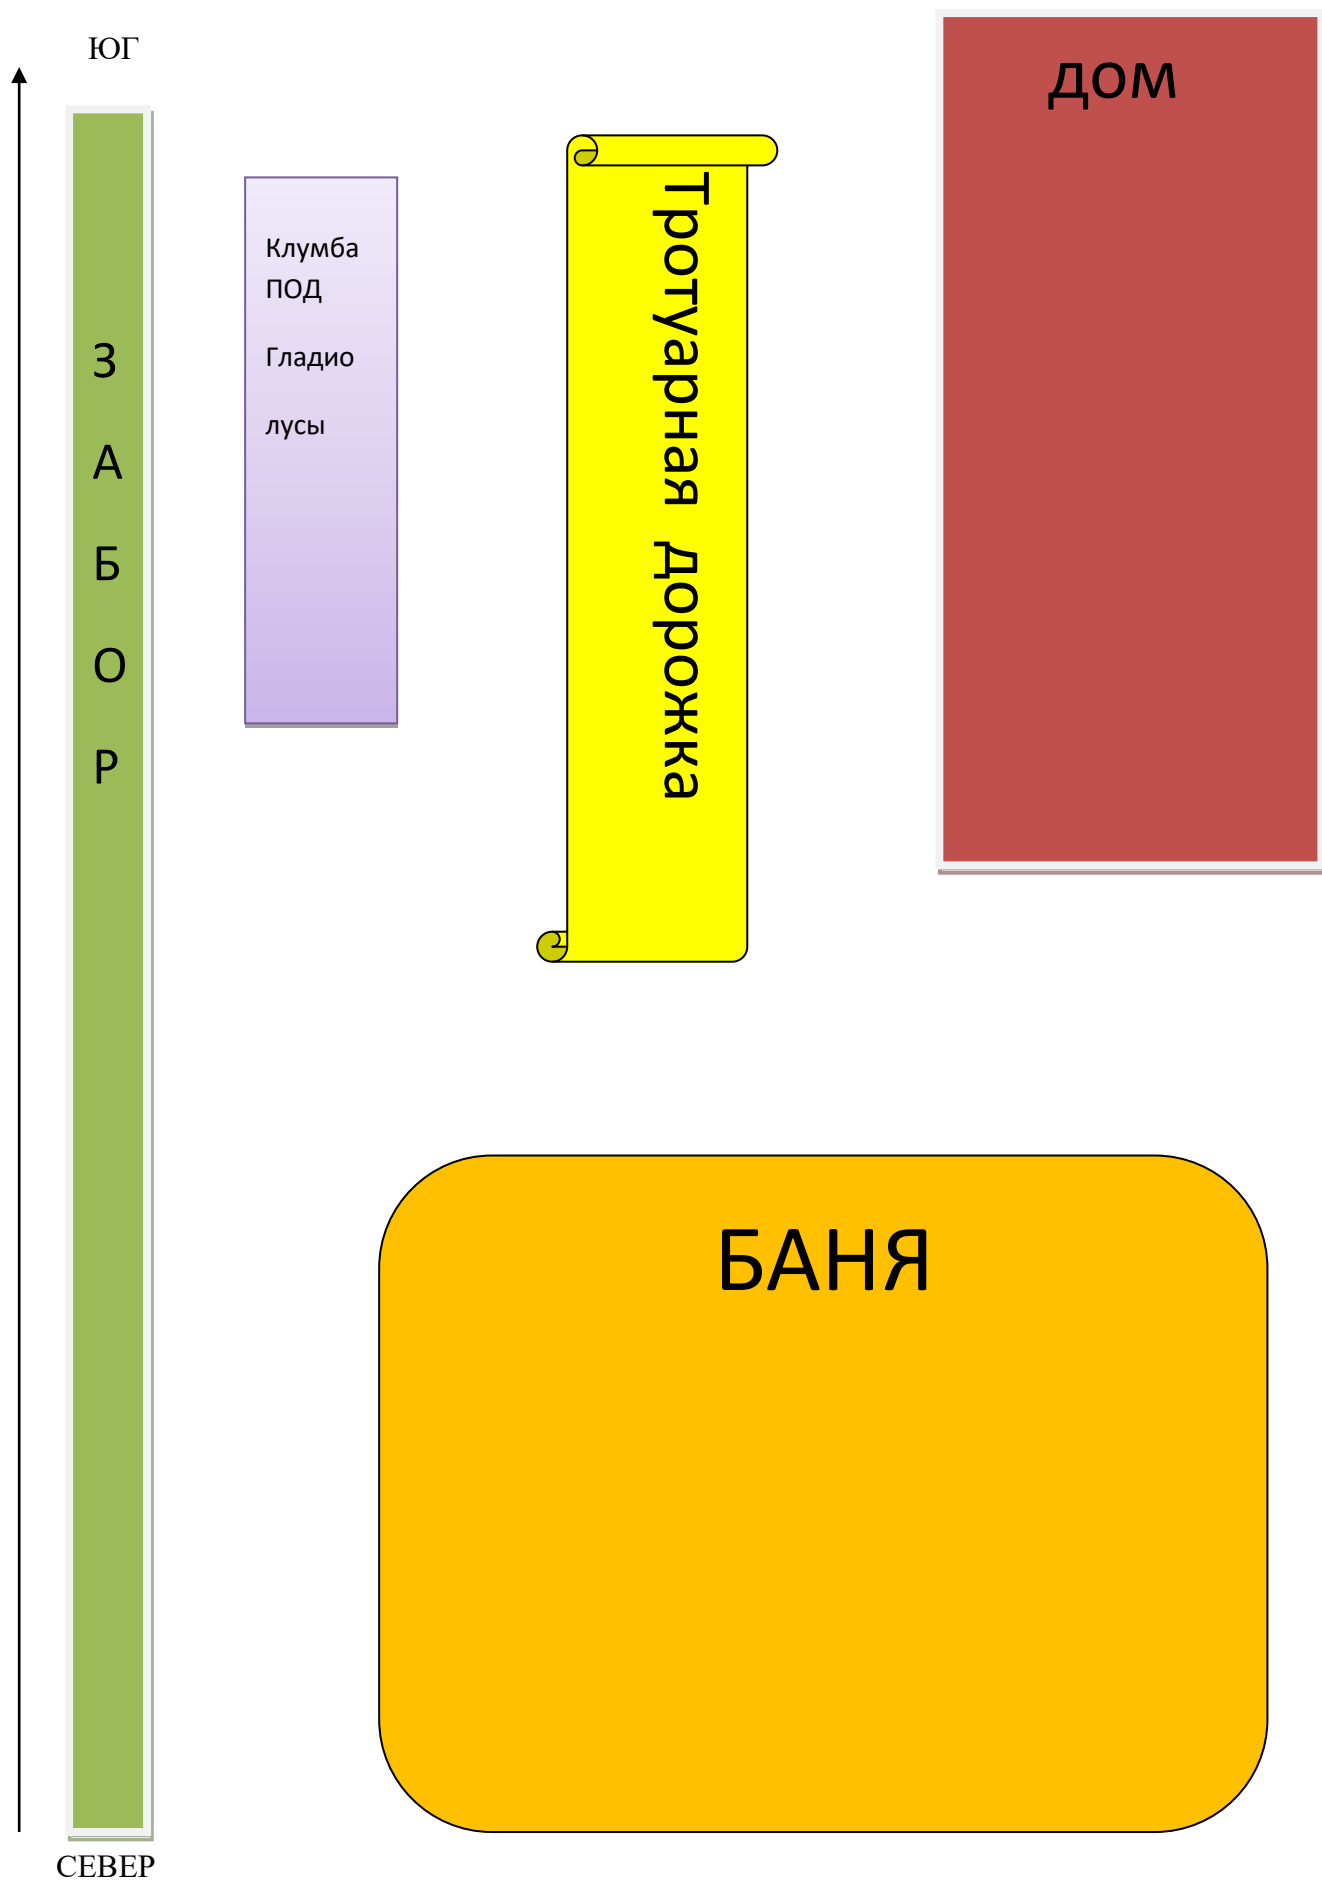 ЮГ
дом
Клумба
ПОД
Гладио
лусы
З
А
Б
О
Р
Тротуарная дорожка
БАНЯ
СЕВЕР